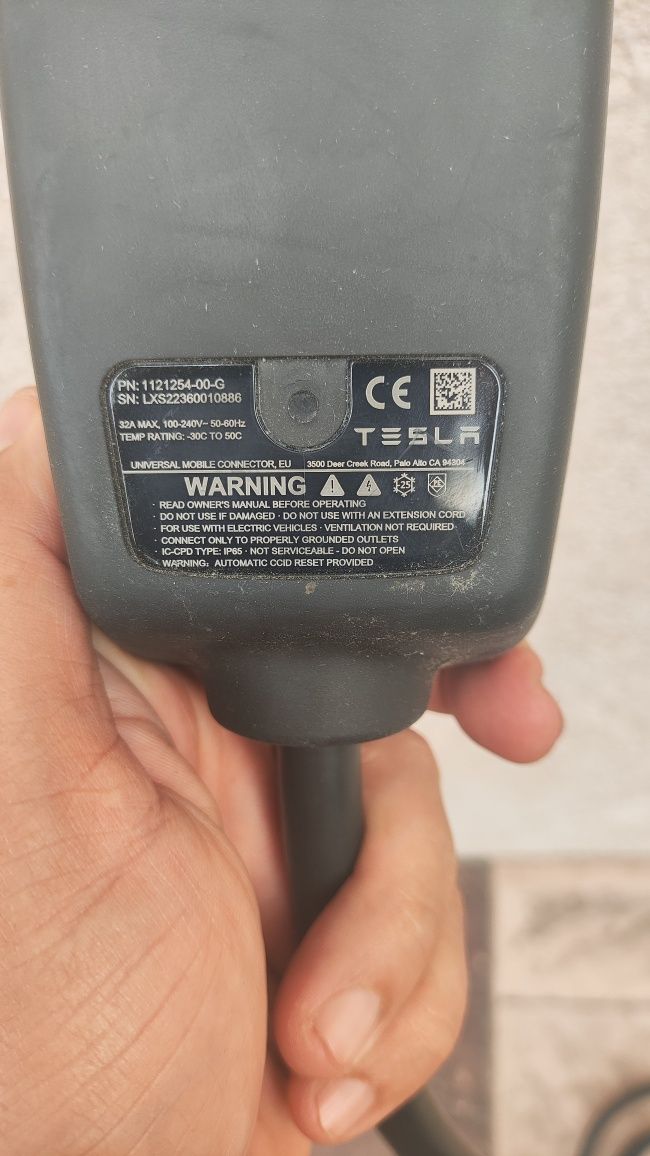 PN: 1121254-00-G
SN: LXS22360010886
CE
32A MAX, 100-240V~ 50-60Hz
TEMP RATING: -30C TO 50C
TESLA
UNIVERSAL MOBILE CONNECTOR, EU 3500 Deer Creek Road, Palo Alto CA 94304
WARNING
25
· READ OWNER'S MANUAL BEFORE OPERATING
· DO NOT USE IF DAMAGED · DO NOT USE WITH AN EXTENSION CORD
· FOR USE WITH ELECTRIC VEHICLES · VENTILATION NOT REQUIRED
· CONNECT ONLY TO PROPERLY GROUNDED OUTLETS
· IC-CPD TYPE: IP65 · NOT SERVICEABLE - DO NOT OPEN
· WARNING: AUTOMATIC CCID RESET PROVIDED